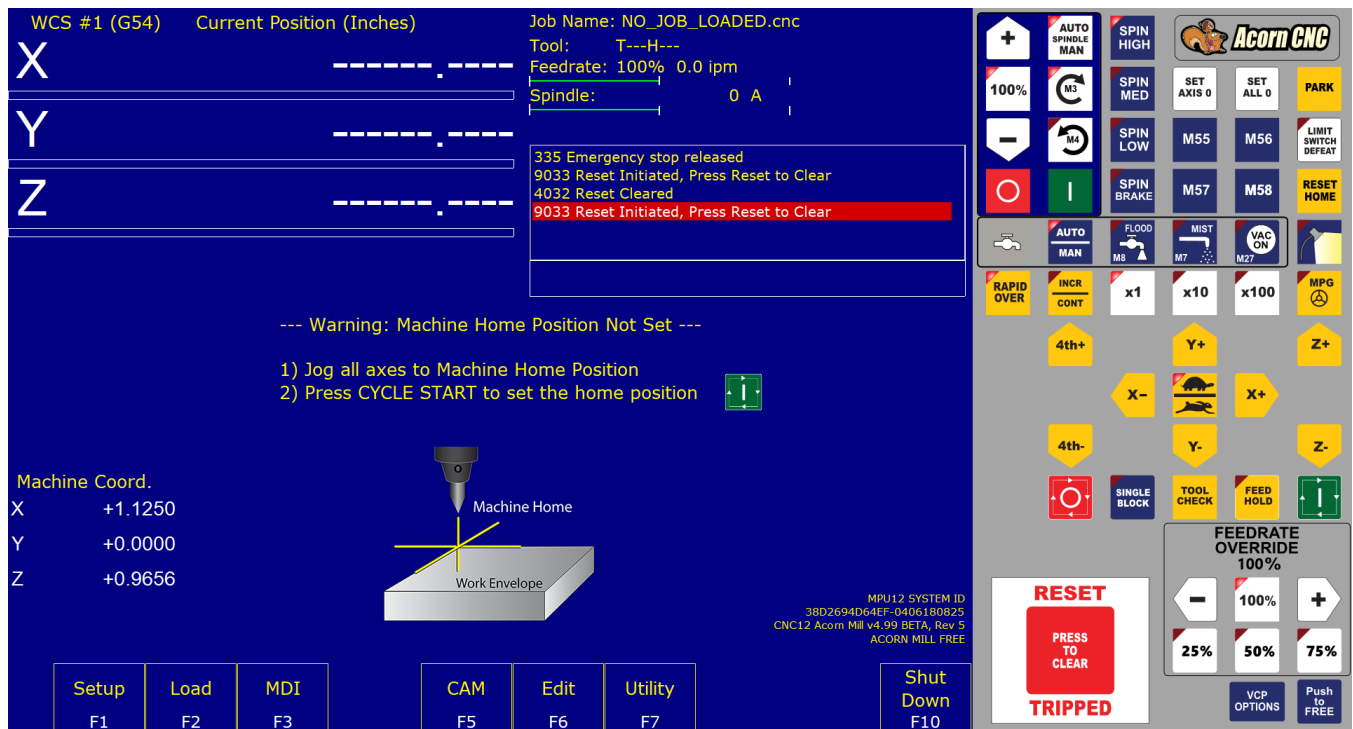 WCS #1 (G54) Current Position (Inches)
X ------.----
Y ------.----
Z ------.----
Job Name: NO_JOB_LOADED.cnc
Tool: T---H---
Feedrate: 100% 0.0 ipm
Spindle: 0 A
335 Emergency stop released
9033 Reset Initiated, Press Reset to Clear
4032 Reset Cleared
9033 Reset Initiated, Press Reset to Clear
--- Warning: Machine Home Position Not Set ---
1) Jog all axes to Machine Home Position
2) Press CYCLE START to set the home position
Machine Home
Work Envelope
Machine Coord.
X +1.1250
Y +0.0000
Z +0.9656
MPU12 SYSTEM ID
38D2694D64EF-0406180825
CNC12 Acorn Mill v4.99 BETA, Rev 5
ACORN MILL FREE
Setup
F1
Load
F2
MDI
F3
CAM
F5
Edit
F6
Utility
F7
Shut
Down
F10
+
AUTO
SPINDLE
MAN
SPIN
HIGH
Acorn CNC
100%
M3
SPIN
MED
SET
AXIS 0
SET
ALL 0
PARK
-
M4
SPIN
LOW
M55
M56
LIMIT
SWITCH
DEFEAT
SPIN
BRAKE
M57
M58
RESET
HOME
AUTO
MAN
FLOOD
M8
MIST
M7
VAC
ON
M27
RAPID
OVER
INCR
CONT
x1
x10
x100
MPG
4th+
Y+
Z+
X-
X+
4th-
Y-
Z-
SINGLE
BLOCK
TOOL
CHECK
FEED
HOLD
RESET
PRESS
TO
CLEAR
TRIPPED
FEEDRATE
OVERRIDE
100%
-
100%
+
25%
50%
75%
VCP
OPTIONS
Push
to
FREE